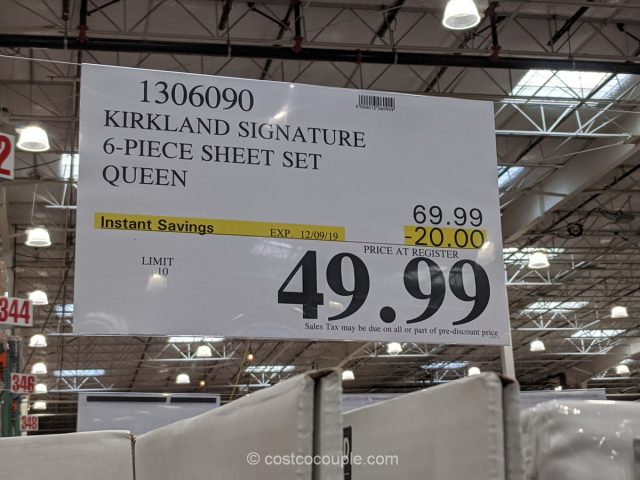 1306090
KIRKLAND SIGNATURE
6-PIECE SHEET SET
QUEEN
69.99
Instant Savings EXP. 12/09/19 -20.00
PRICE AT REGISTER
LIMIT
10
49.99
Sales Tax may be due on all or part of pre-discount price
2
344
346
348
© costcocouple.com